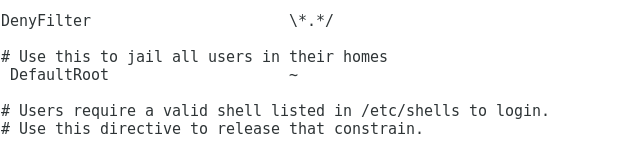 DenyFilter                      \*.*/
# Use this to jail all users in their homes
 DefaultRoot                    ~
# Users require a valid shell listed in /etc/shells to login.
# Use this directive to release that constrain.